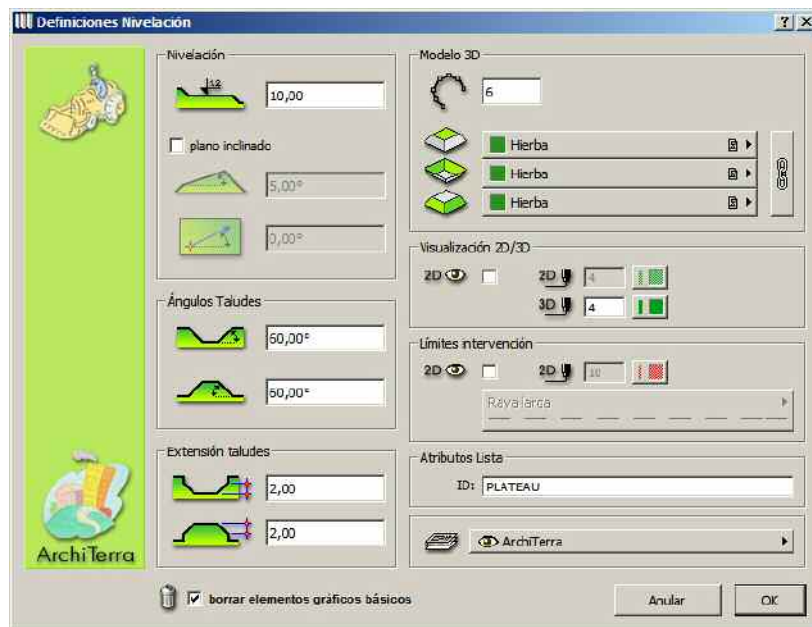 Definiciones Nivelación
Nivelación
12
10,00
plano inclinado
5,00°
0,00°
Ángulos Taludes
60,00°
60,00°
Extensión taludes
2,00
2,00
ArchiTerra
Modelo 3D
6
Hierba
Hierba
Hierba
Visualización 2D/3D
2D
2D
4
3D
4
Límites intervención
2D
2D
10
Raya larga
Atributos Lista
ID:
PLATEAU
ArchiTerra
borrar elementos gráficos básicos
Anular
OK